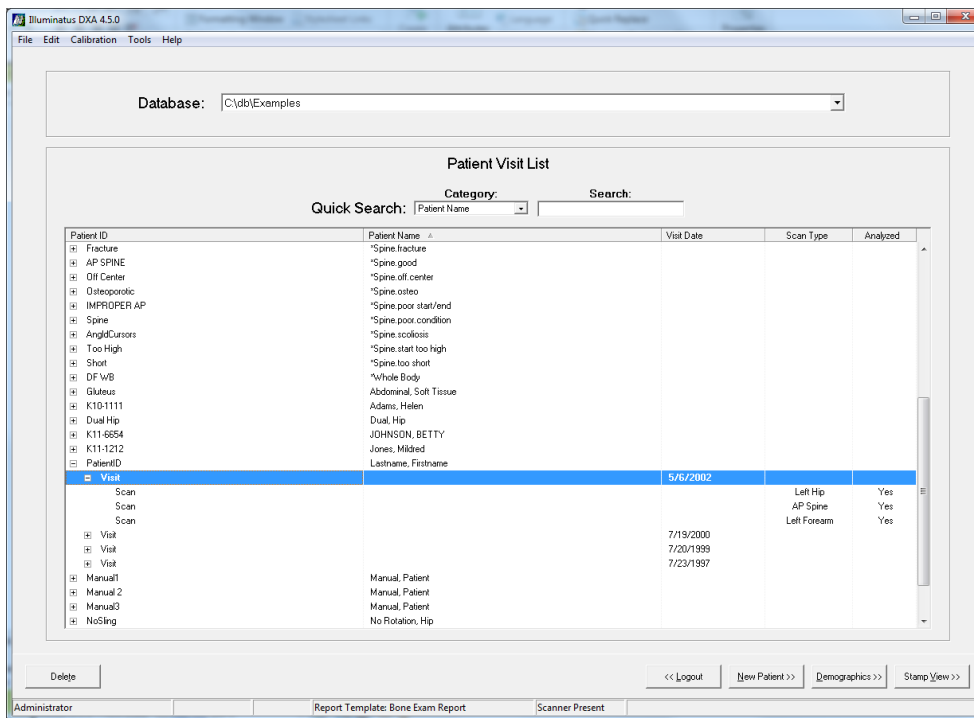 Illuminatus DXA 4.5.0
File Edit Calibration Tools Help
Database: C:\db\Examples
Patient Visit List
Category: Search:
Quick Search: Patient Name
Patient ID Patient Name Visit Date Scan Type Analyzed
Fracture *Spine.fracture
AP SPINE *Spine.good
Off Center *Spine.off.center
Osteoporotic *Spine.osteo
IMPROPER AP *Spine.poor start/end
Spine *Spine.poor.condition
AngldCursors *Spine.scoliosis
Too High *Spine.start too high
Short *Spine.too short
DF WB *Whole Body
Gluteus Abdominal, Soft Tissue
K10-1111 Adams, Helen
Dual Hip Dual, Hip
K11-6654 JOHNSON, BETTY
K11-1212 Jones, Mildred
PatientID Lastname, Firstname
Visit 5/6/2002
Scan Left Hip Yes
Scan AP Spine Yes
Scan Left Forearm Yes
Visit 7/19/2000
Visit 7/20/1999
Visit 7/23/1997
Manual1 Manual, Patient
Manual 2 Manual, Patient
Manual3 Manual, Patient
NoSling No Rotation, Hip
Delete << Logout New Patient >> Demographics >> Stamp View >>
Administrator Report Template: Bone Exam Report Scanner Present